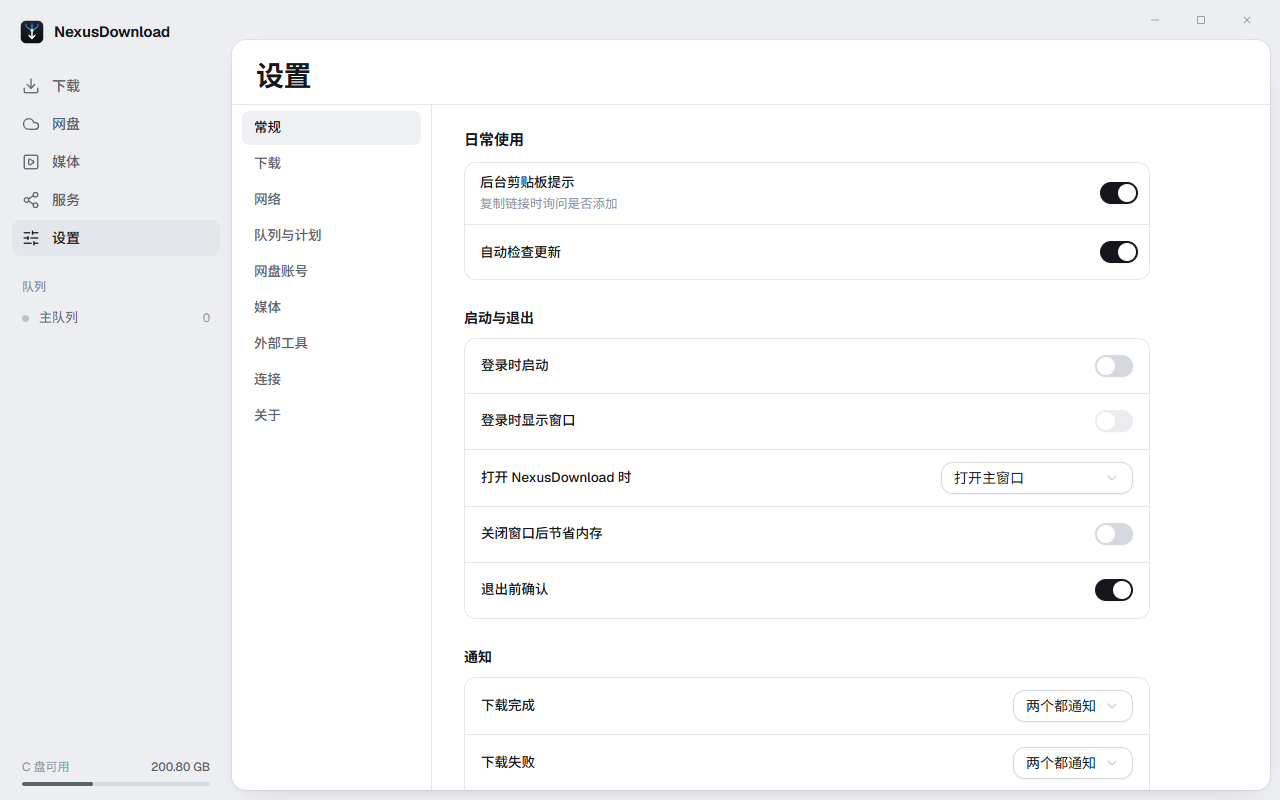 NexusDownload
下载
网盘
媒体
服务
设置
队列
主队列 0
C 盘可用 200.80 GB
设置
常规
下载
网络
队列与计划
网盘账号
媒体
外部工具
连接
关于
日常使用
后台剪贴板提示
复制链接时询问是否添加
自动检查更新
启动与退出
登录时启动
登录时显示窗口
打开 NexusDownload 时 打开主窗口
关闭窗口后节省内存
退出前确认
通知
下载完成 两个都通知
下载失败 两个都通知